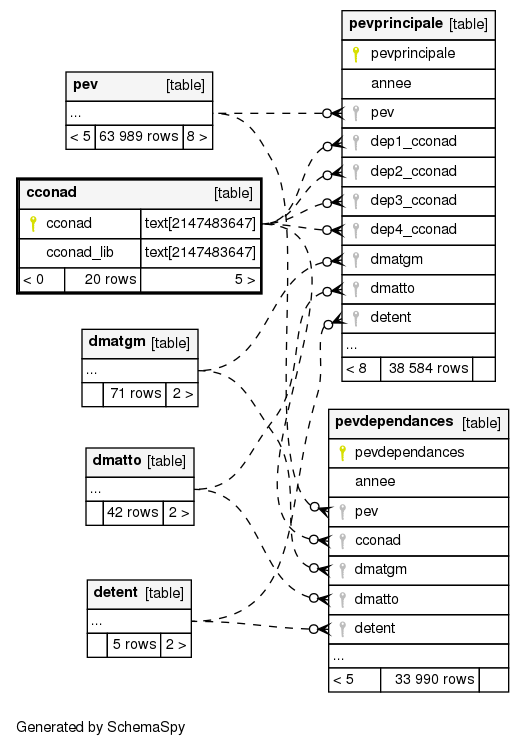 pev [table]
...
< 5 63 989 rows 8 >
cconad [table]
cconad text[2147483647]
cconad_lib text[2147483647]
< 0 20 rows 5 >
dmatgm [table]
...
71 rows 2 >
dmatto [table]
...
42 rows 2 >
detent [table]
...
5 rows 2 >
pevprincipale [table]
pevprincipale
annee
pev
dep1_cconad
dep2_cconad
dep3_cconad
dep4_cconad
dmatgm
dmatto
detent
...
< 8 38 584 rows
pevdependances [table]
pevdependances
annee
pev
cconad
dmatgm
dmatto
detent
...
< 5 33 990 rows
Generated by SchemaSpy